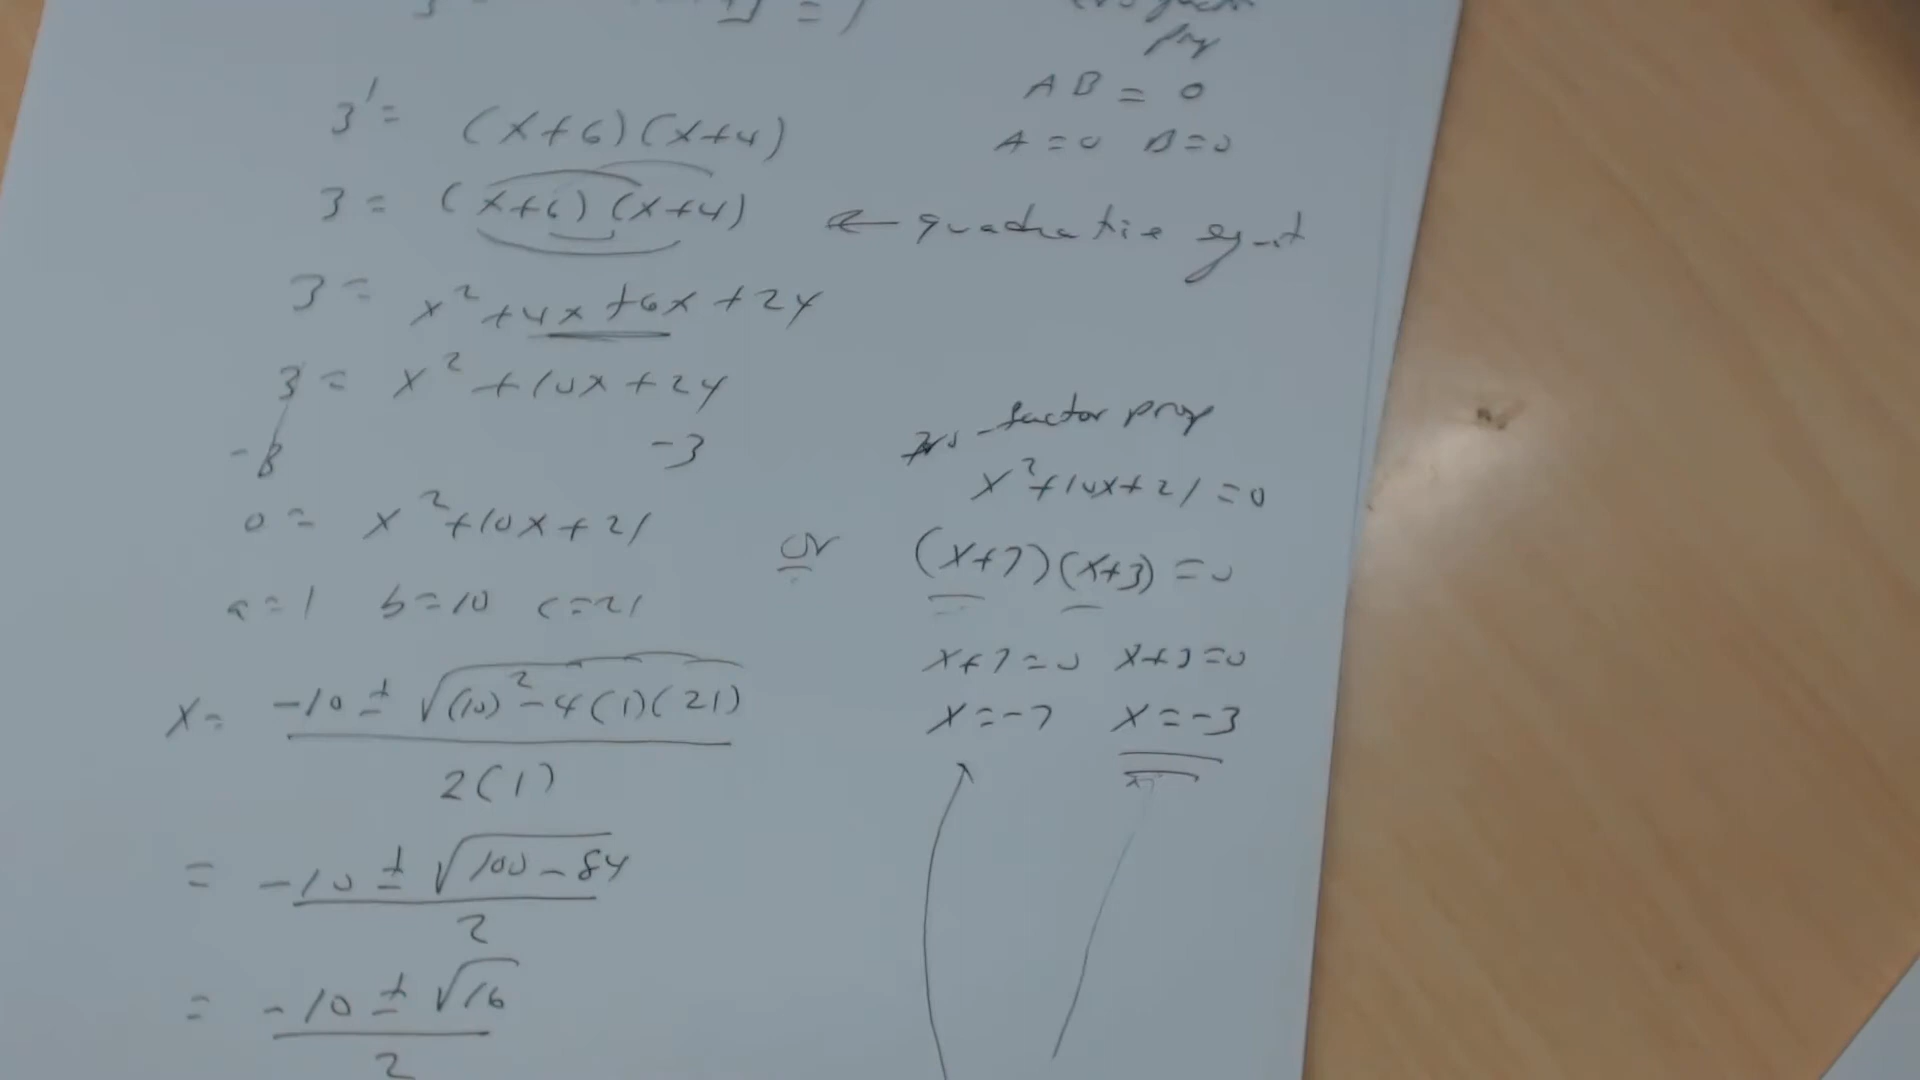 = 1
3¹ = (x+6)(x+4)
3 = (x+6)(x+4) ← quadratic
3 = x² +4x +6x +24
3 = x² +10x +24
-3 -3
0 = x² +10x + 21
a=1 b=10 c=21
x= -10 ± √(10)² -4(1)(21)
2(1)
= -10 ± √100-84
2
= -10 ± √16
2
AB = 0
A=0 B=0
factor prop
x²+10x+21=0
or (x+7)(x+3) =0
x+7=0 x+3=0
x=-7 x=-3